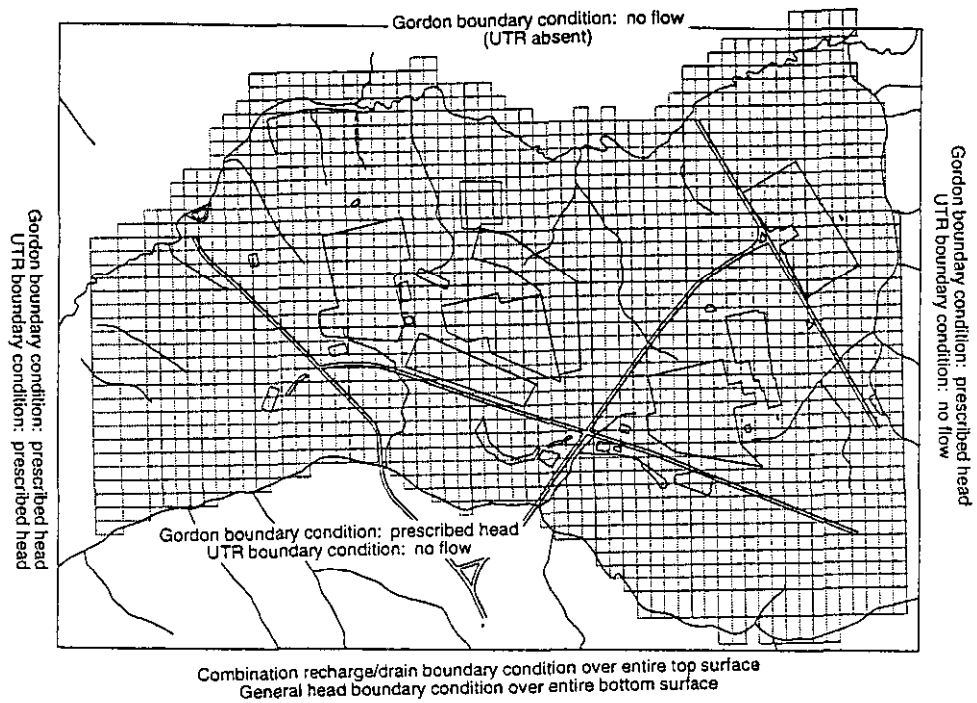 Gordon boundary condition: no flow
(UTR absent)
Gordon boundary condition: prescribed head
UTR boundary condition: prescribed head
Gordon boundary condition: prescribed head
UTR boundary condition: no flow
Gordon boundary condition: prescribed head
UTR boundary condition: no flow
Combination recharge/drain boundary condition over entire top surface
General head boundary condition over entire bottom surface